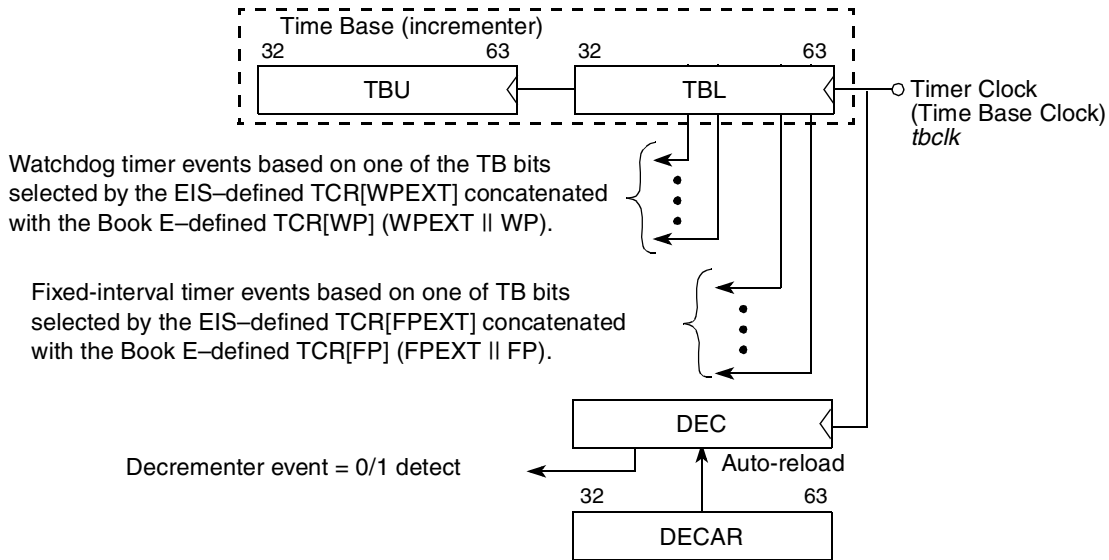 Time Base (incrementer)
32 63 32 63
TBU TBL
Timer Clock
(Time Base Clock)
tbclk
Watchdog timer events based on one of the TB bits
selected by the EIS–defined TCR[WPEXT] concatenated
with the Book E–defined TCR[WP] (WPEXT || WP).
Fixed-interval timer events based on one of TB bits
selected by the EIS–defined TCR[FPEXT] concatenated
with the Book E–defined TCR[FP] (FPEXT || FP).
DEC
Decrementer event = 0/1 detect
Auto-reload
32 63
DECAR